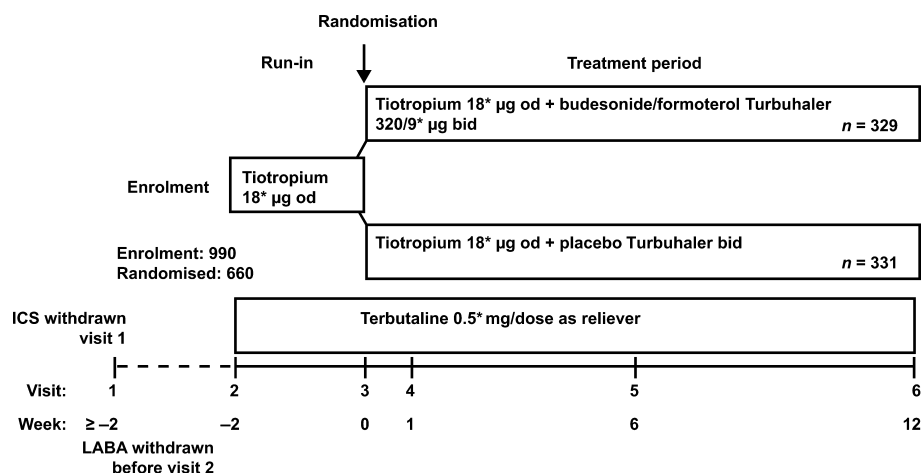 Randomisation
Run-in
Treatment period
Tiotropium 18* µg od + budesonide/formoterol Turbuhaler
320/9* µg bid
n = 329
Enrolment
Tiotropium
18* µg od
Tiotropium 18* µg od + placebo Turbuhaler bid
n = 331
Enrolment: 990
Randomised: 660
ICS withdrawn
visit 1
Terbutaline 0.5* mg/dose as reliever
Visit: 1 2 3 4 5 6
Week: ≥ –2 –2 0 1 6 12
LABA withdrawn
before visit 2